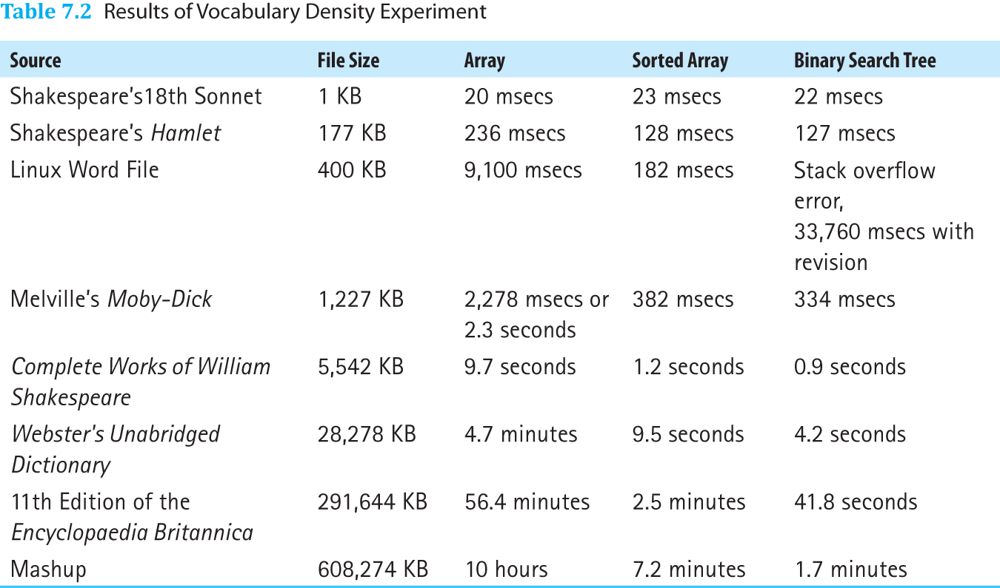 Table 7.2 Results of Vocabulary Density Experiment
Source File Size Array Sorted Array Binary Search Tree
Shakespeare's18th Sonnet 1 KB 20 msecs 23 msecs 22 msecs
Shakespeare's Hamlet 177 KB 236 msecs 128 msecs 127 msecs
Linux Word File 400 KB 9,100 msecs 182 msecs Stack overflow
error,
33,760 msecs with
revision
Melville's Moby-Dick 1,227 KB 2,278 msecs or 382 msecs 334 msecs
2.3 seconds
Complete Works of William 5,542 KB 9.7 seconds 1.2 seconds 0.9 seconds
Shakespeare
Webster's Unabridged 28,278 KB 4.7 minutes 9.5 seconds 4.2 seconds
Dictionary
11th Edition of the 291,644 KB 56.4 minutes 2.5 minutes 41.8 seconds
Encyclopaedia Britannica
Mashup 608,274 KB 10 hours 7.2 minutes 1.7 minutes